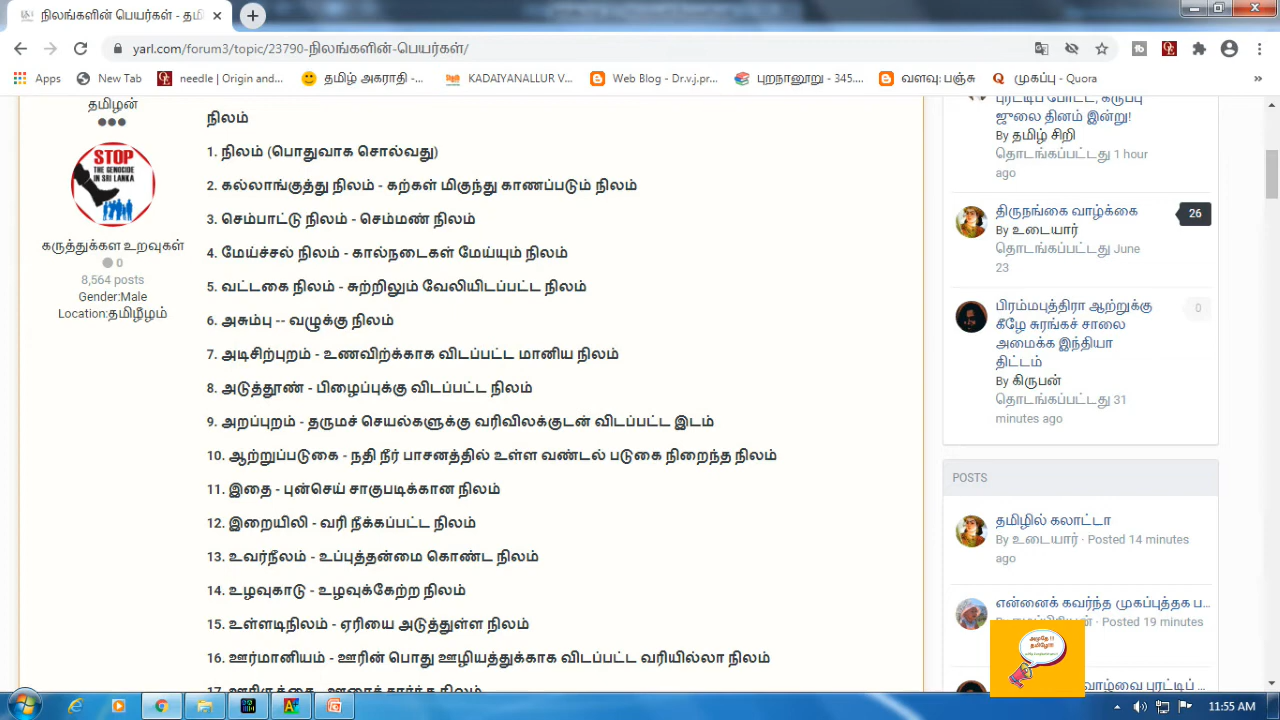 நிலங்களின் பெயர்கள் - தமி
yarl.com/forum3/topic/23790-நிலங்களின்-பெயர்கள்/
Apps
New Tab
needle | Origin and...
தமிழ் அகராதி -...
KADAIYANALLUR V...
Web Blog - Dr.v.j.pr...
புறநானூறு - 345....
வளவு: பஞ்சு
முகப்பு - Quora
»
தமிழன்
STOP
THE GENOCIDE
IN SRI LANKA
கருத்துக்கள உறவுகள்
0
8,564 posts
Gender:Male
Location:தமிழீழம்
நிலம்
1. நிலம் (பொதுவாக சொல்வது)
2. கல்லாங்குத்து நிலம் - கற்கள் மிகுந்து காணப்படும் நிலம்
3. செம்பாட்டு நிலம் - செம்மண் நிலம்
4. மேய்ச்சல் நிலம் - கால்நடைகள் மேய்யும் நிலம்
5. வட்டகை நிலம் - சுற்றிலும் வேலியிடப்பட்ட நிலம்
6. அசும்பு -- வழுக்கு நிலம்
7. அடிசிற்புறம் - உணவிற்க்காக விடப்பட்ட மானிய நிலம்
8. அடுத்தூண் - பிழைப்புக்கு விடப்பட்ட நிலம்
9. அறப்புறம் - தருமச் செயல்களுக்கு வரிவிலக்குடன் விடப்பட்ட இடம்
10. ஆற்றுப்படுகை - நதி நீர் பாசனத்தில் உள்ள வண்டல் படுகை நிறைந்த நிலம்
11. இதை - புன்செய் சாகுபடிக்கான நிலம்
12. இறையிலி - வரி நீக்கப்பட்ட நிலம்
13. உவர்நீலம் - உப்புத்தன்மை கொண்ட நிலம்
14. உழவுகாடு - உழவுக்கேற்ற நிலம்
15. உள்ளடிநிலம் - ஏரியை அடுத்துள்ள நிலம்
16. ஊர்மானியம் - ஊரின் பொது ஊழியத்துக்காக விடப்பட்ட வரியில்லா நிலம்
புரட்டிப் போட்ட, கருப்பு
ஜுலை தினம் இன்று!
By தமிழ் சிறி
தொடங்கப்பட்டது 1 hour
ago
திருநங்கை வாழ்க்கை
26
By உடையார்
தொடங்கப்பட்டது June
23
பிரம்மபுத்திரா ஆற்றுக்கு
0
கீழே சுரங்கச் சாலை
அமைக்க இந்தியா
திட்டம்
By கிருபன்
தொடங்கப்பட்டது 31
minutes ago
POSTS
தமிழில் கலாட்டா
By உடையார் · Posted 14 minutes
ago
என்னைக் கவர்ந்த முகப்புத்தக ப...
Posted 19 minutes
வாழ்வை புரட்டிப் ...
அமுதே !!
தமிழே!!!
11:55 AM